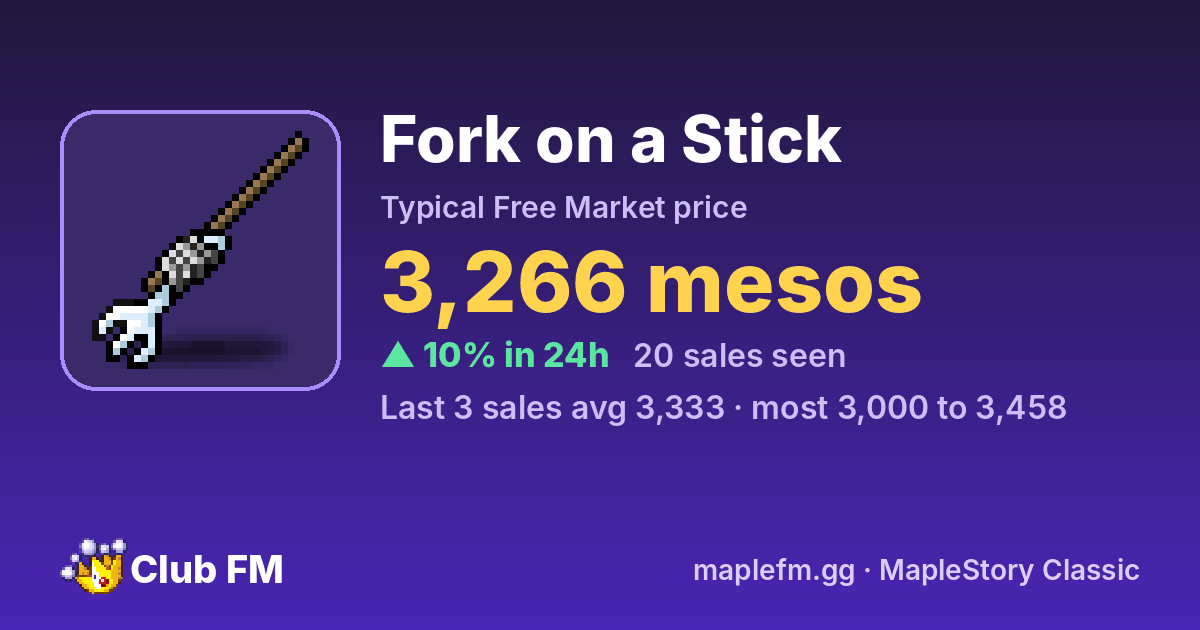 Fork on a Stick
Typical Free Market price
3,266 mesos
▲ 10% in 24h 20 sales seen
Last 3 sales avg 3,333 · most 3,000 to 3,458
Club FM
maplefm.gg · MapleStory Classic